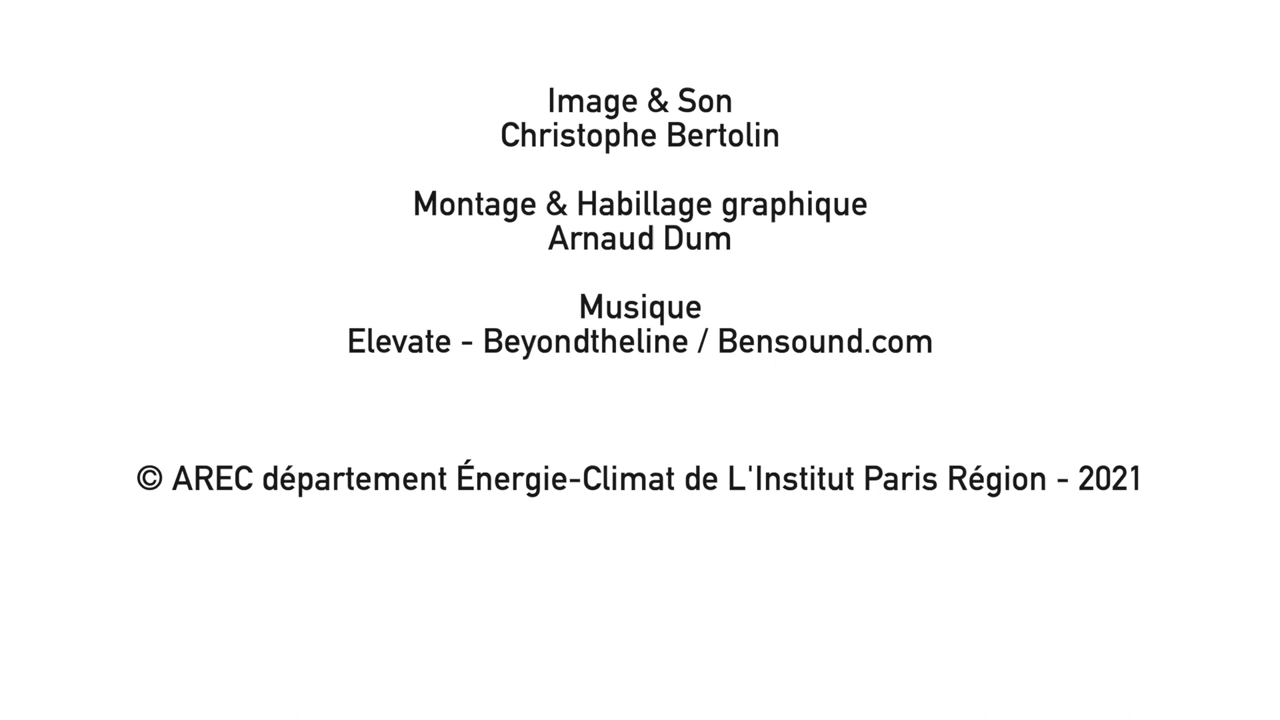 Image & Son
Christophe Bertolin
Montage & Habillage graphique
Arnaud Dum
Musique
Elevate - Beyondtheline / Bensound.com
© AREC département Énergie-Climat de L'Institut Paris Région - 2021